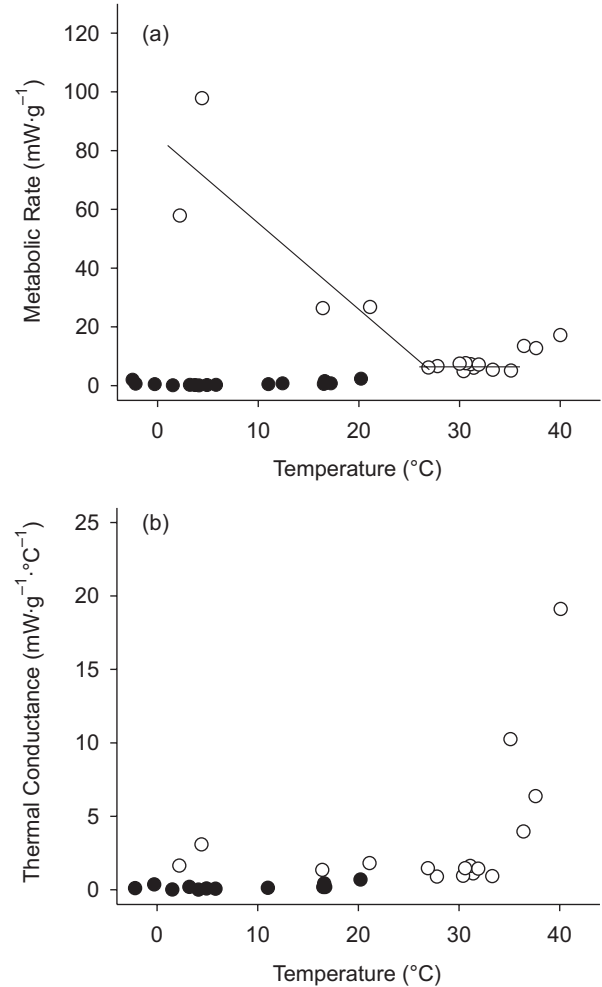 (a)
Metabolic Rate (mW·g⁻¹)
120
100
80
60
40
20
0
0 10 20 30 40
Temperature (°C)
(b)
Thermal Conductance (mW·g⁻¹·°C⁻¹)
25
20
15
10
5
0
0 10 20 30 40
Temperature (°C)